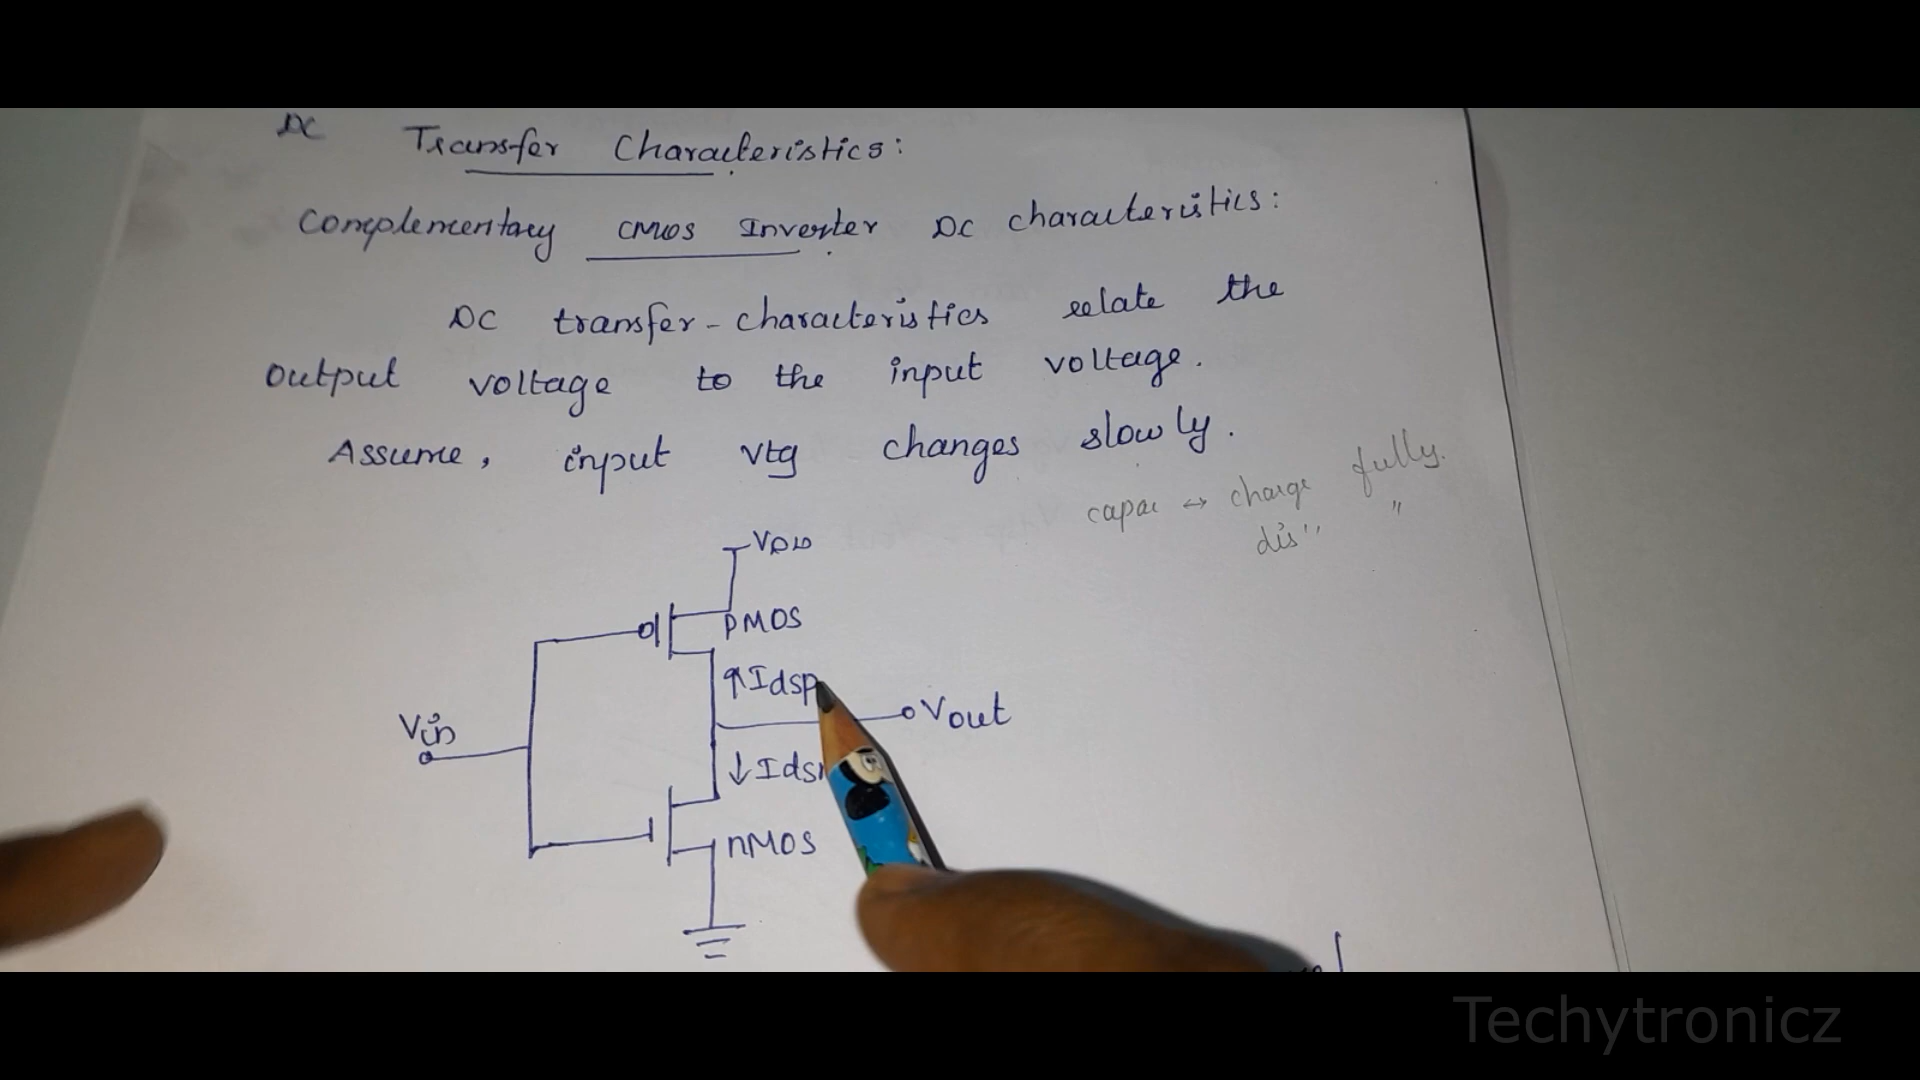 DC Transfer Characteristics:
Complementary CMOS Inverter DC characteristics:
DC transfer-characteristics relate the
output voltage to the input voltage.
Assume, input vtg changes slowly.
capac ↔ charge fully.
dis" "
VDD
PMOS
↑Idsp
Vin
Vout
↓Ids
nMOS
Techytronicz